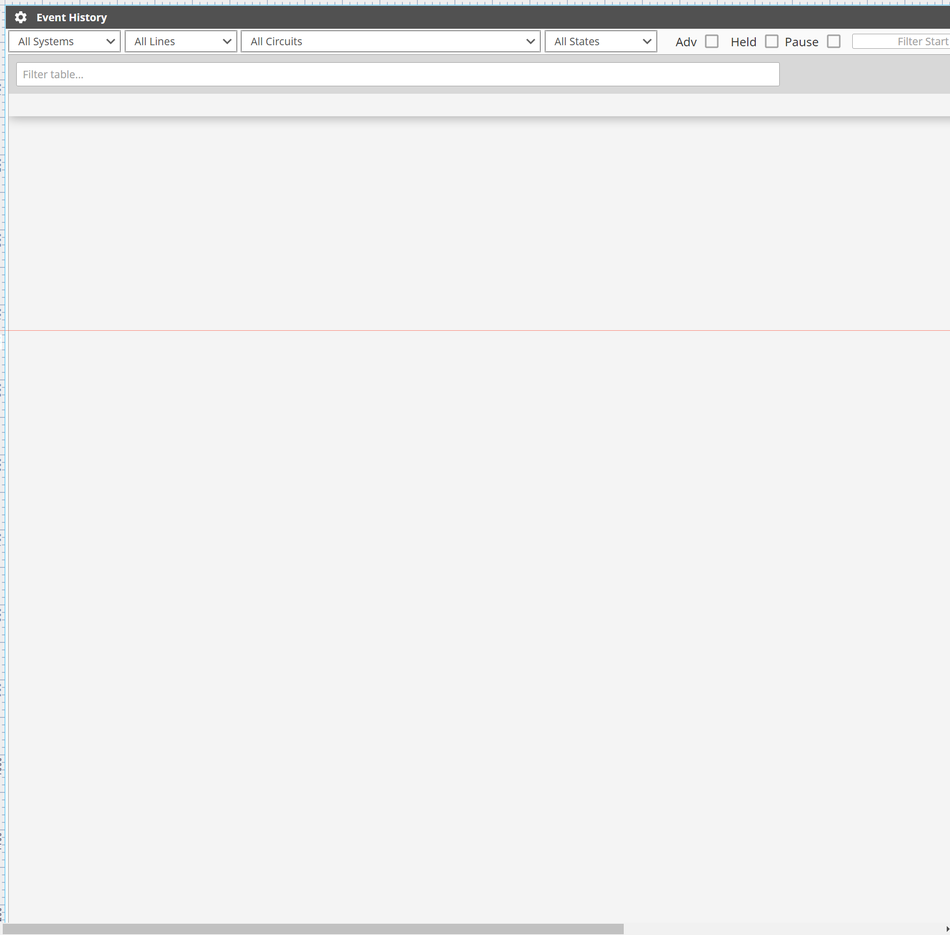 Event History
All Systems All Lines All Circuits All States Adv Held Pause Filter Start
Filter table...